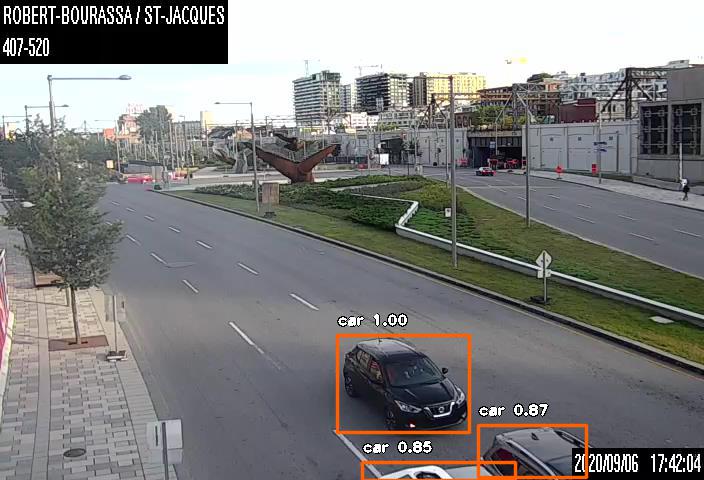 ROBERT-BOURASSA / ST-JACQUES
407-520
car 1.00
car 0.87
car 0.85
2020/09/06 17:42:04